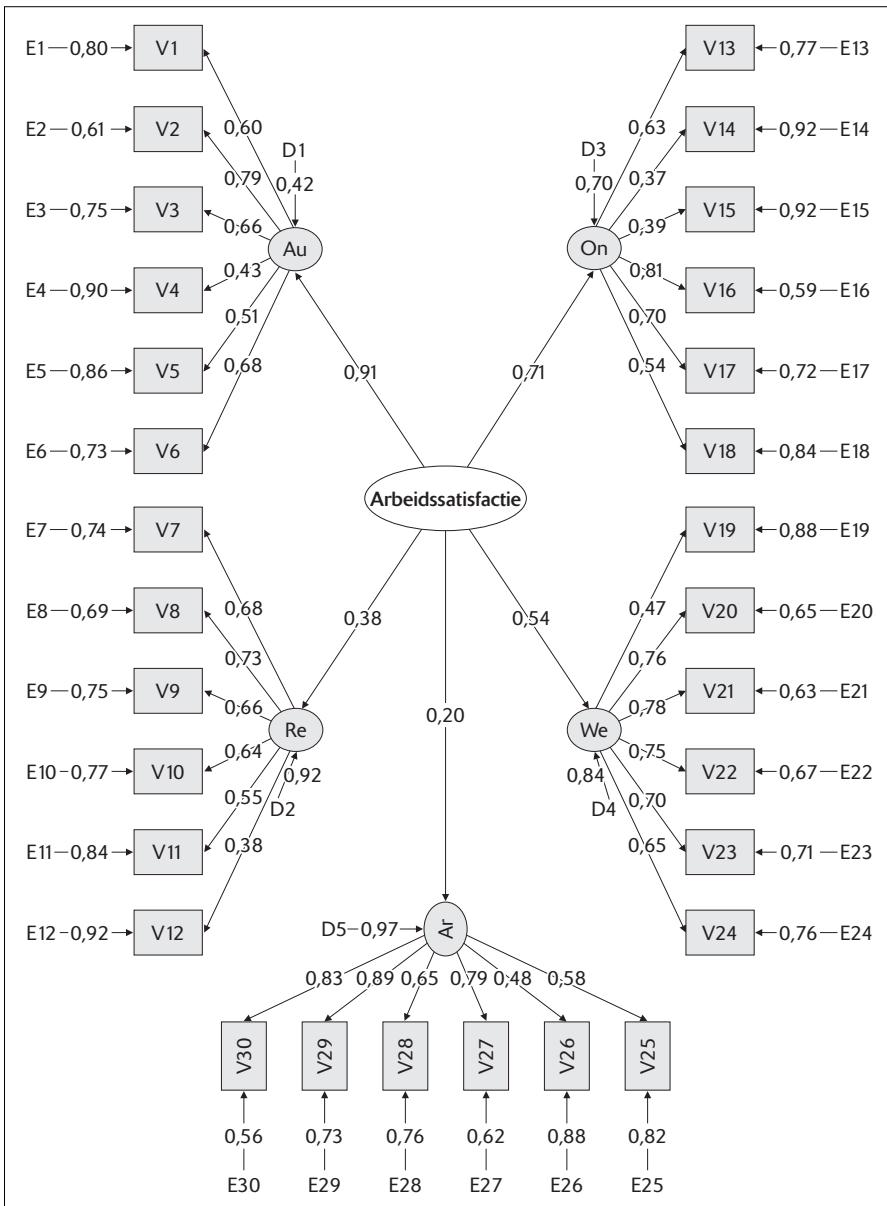 E1 0,80 V1
E2 0,61 V2
E3 0,75 V3
E4 0,90 V4
E5 0,86 V5
E6 0,73 V6
0,60
0,79
0,66
0,43
0,51
0,68
D1
0,42
Au
V13 0,77 E13
V14 0,92 E14
V15 0,92 E15
V16 0,59 E16
V17 0,72 E17
V18 0,84 E18
0,63
0,37
0,39
0,81
0,70
0,54
D3
0,70
On
0,91
0,71
Arbeidssatisfactie
0,38
0,54
0,20
E7 0,74 V7
E8 0,69 V8
E9 0,75 V9
E10 0,77 V10
E11 0,84 V11
E12 0,92 V12
0,68
0,73
0,66
0,64
0,55
0,38
Re
0,92
D2
V19 0,88 E19
V20 0,65 E20
V21 0,63 E21
V22 0,67 E22
V23 0,71 E23
V24 0,76 E24
0,47
0,76
0,78
0,75
0,70
0,65
We
0,84
D4
D5 0,97 Ar
0,83 0,89 0,65 0,79 0,48 0,58
V30 V29 V28 V27 V26 V25
0,56 0,73 0,76 0,62 0,88 0,82
E30 E29 E28 E27 E26 E25